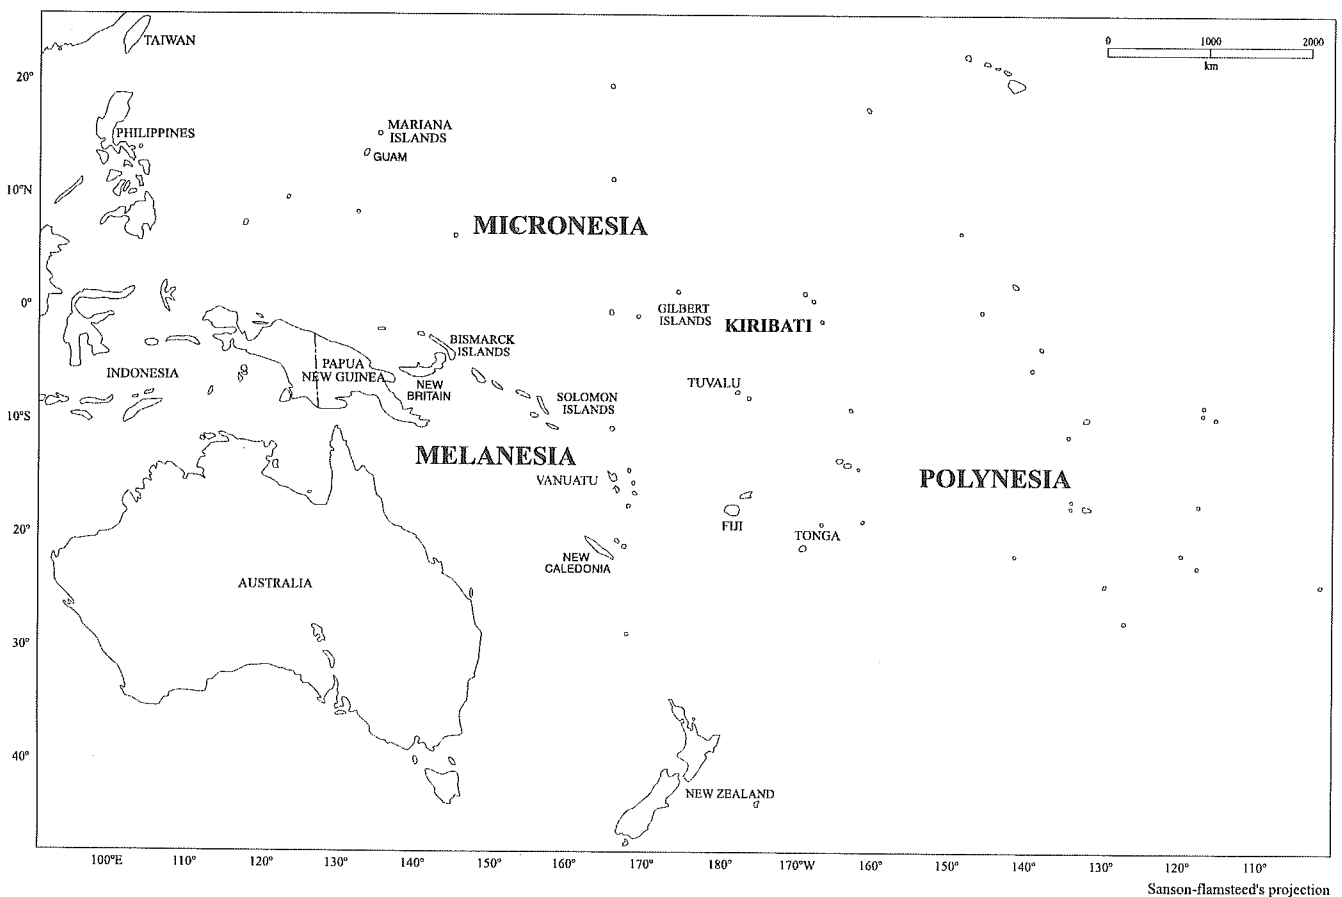 TAIWAN
0 1000 2000
km
20°
PHILIPPINES
MARIANA
ISLANDS
GUAM
10°N
MICRONESIA
0°
GILBERT
ISLANDS
KIRIBATI
BISMARCK
ISLANDS
INDONESIA
PAPUA
NEW GUINEA
NEW
BRITAIN
TUVALU
SOLOMON
ISLANDS
10°S
MELANESIA
VANUATU
POLYNESIA
20°
FIJI
TONGA
NEW
CALEDONIA
AUSTRALIA
30°
40°
NEW ZEALAND
100°E 110° 120° 130° 140° 150° 160° 170° 180° 170°W 160° 150° 140° 130° 120° 110°
Sanson-flamsteed's projection